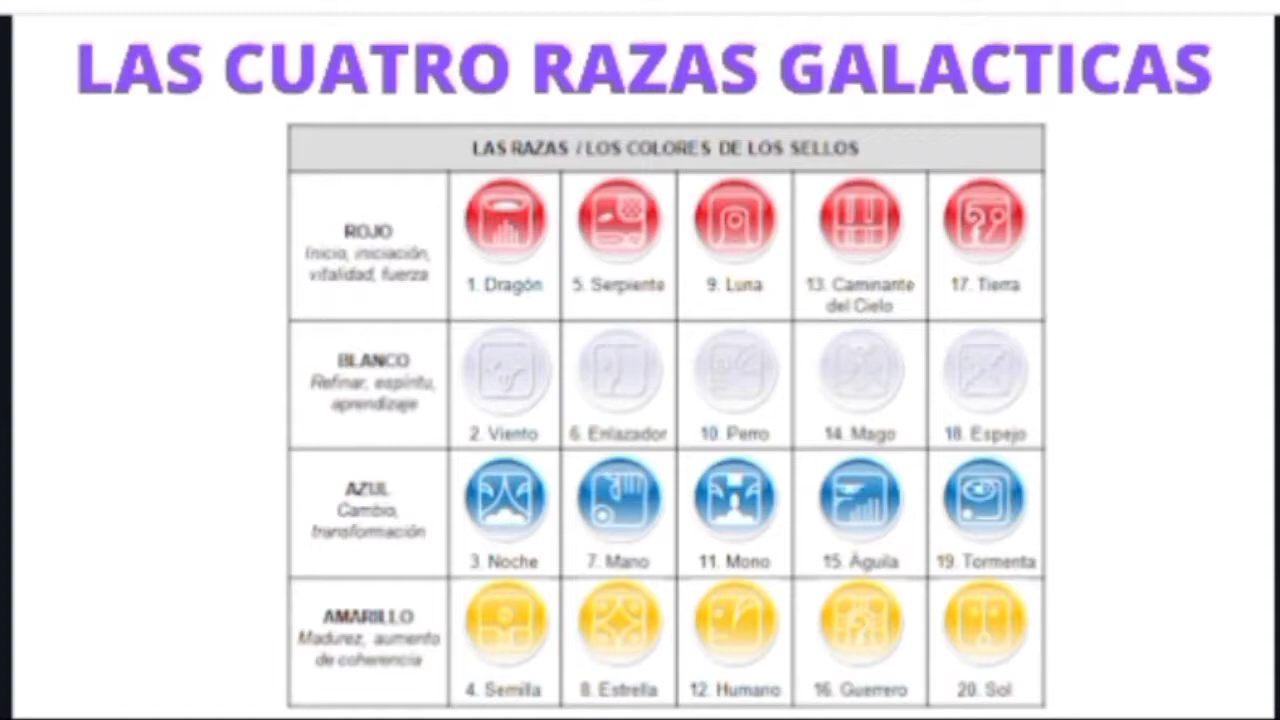 LAS CUATRO RAZAS GALACTICAS
LAS RAZAS / LOS COLORES DE LOS SELLOS
ROJO
Inicio, iniciación,
vitalidad, fuerza
1. Dragón
5. Serpiente
9. Luna
13. Caminante
del Cielo
17. Tierra
BLANCO
Refinar, espíritu,
aprendizaje
2. Viento
6. Enlazador
10. Perro
14. Mago
18. Espejo
AZUL
Cambio,
transformación
3. Noche
7. Mano
11. Mono
15. Águila
19. Tormenta
AMARILLO
Madurez, aumento
de coherencia
4. Semilla
8. Estrella
12. Humano
16. Guerrero
20. Sol